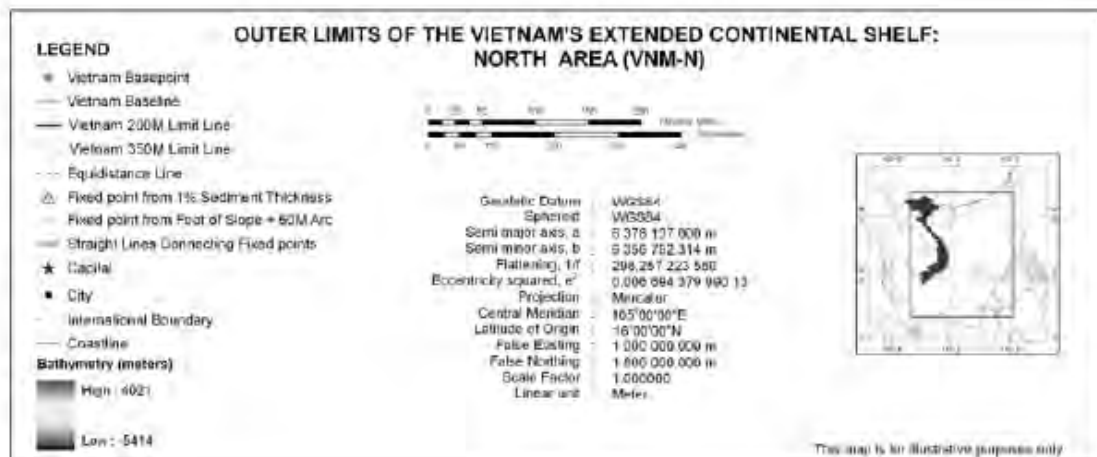 OUTER LIMITS OF THE VIETNAM'S EXTENDED CONTINENTAL SHELF:
NORTH AREA (VNM-N)
LEGEND
Vietnam Basepoint
Vietnam Baseline
Vietnam 200M Limit Line
Vietnam 350M Limit Line
Equidistance Line
Fixed point from 1% Sediment Thickness
Fixed point from Foot of Slope + 60M Arc
Straight Lines Connecting Fixed points
Capital
City
International Boundary
Coastline
Bathymetry (meters)
High : 4021
Low : -5414
Geodetic Datum : WGS84
Spheroid : WGS84
Semi major axis, a : 6 378 137.000 m
Semi minor axis, b : 6 356 752.314 m
Flattening, 1/f : 298.257 223 560
Eccentricity squared, e² : 0.006 694 379 990 13
Projection : Mercator
Central Meridian : 105°00'00"E
Latitude of Origin : 16°00'00"N
False Easting : 1 000 000.000 m
False Northing :
Scale Factor : 1.000000
Linear unit : Meter
This map is for illustrative purposes only